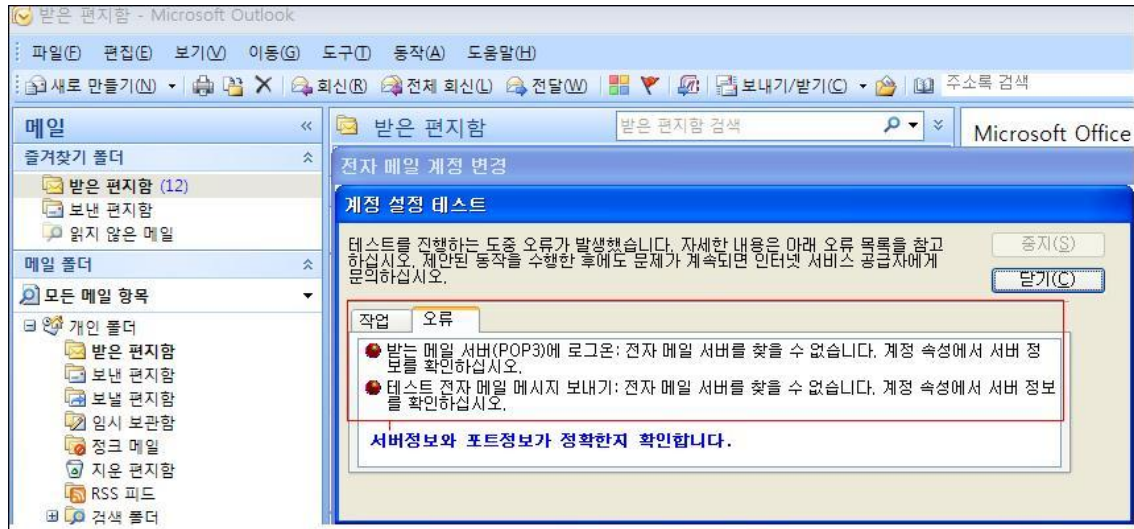 받은 편지함 - Microsoft Outlook
파일(F) 편집(E) 보기(V) 이동(G) 도구(T) 동작(A) 도움말(H)
새로 만들기(N) 회신(R) 전체 회신(L) 전달(W) 보내기/받기(C) 주소록 검색
메일
즐겨찾기 폴더
받은 편지함 (12)
보낸 편지함
읽지 않은 메일
메일 폴더
모든 메일 항목
개인 폴더
받은 편지함
보낸 편지함
보낼 편지함
임시 보관함
정크 메일
지운 편지함
RSS 피드
검색 폴더
받은 편지함
받은 편지함 검색
Microsoft Office
전자 메일 계정 변경
계정 설정 테스트
테스트를 진행하는 도중 오류가 발생했습니다. 자세한 내용은 아래 오류 목록을 참고
하십시오. 제안된 동작을 수행한 후에도 문제가 계속되면 인터넷 서비스 공급자에게
문의하십시오.
중지(S)
닫기(C)
작업 오류
받는 메일 서버(POP3)에 로그온: 전자 메일 서버를 찾을 수 없습니다. 계정 속성에서 서버 정
보를 확인하십시오.
테스트 전자 메일 메시지 보내기: 전자 메일 서버를 찾을 수 없습니다. 계정 속성에서 서버 정보
를 확인하십시오.
서버정보와 포트정보가 정확한지 확인합니다.